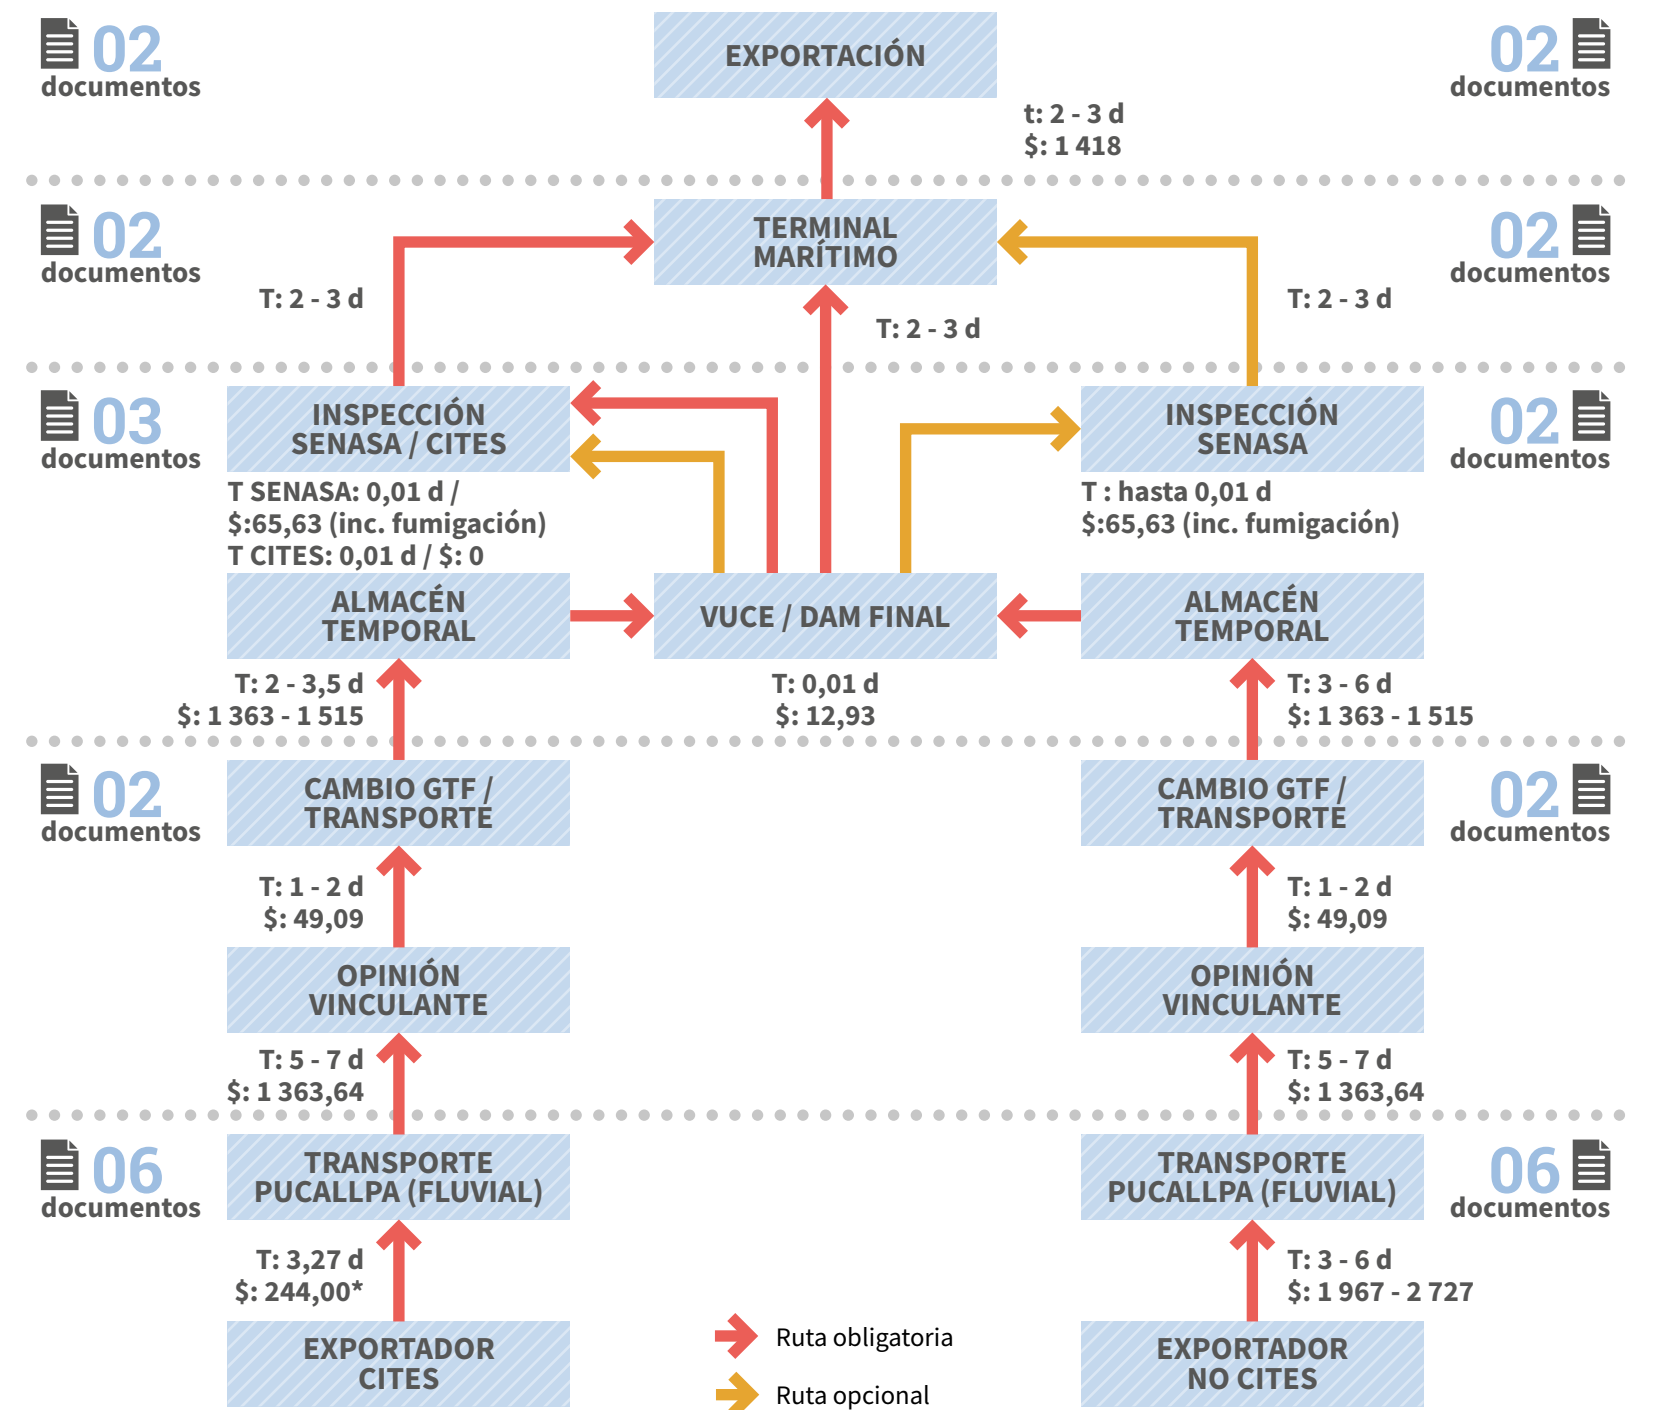 02
documentos
EXPORTACIÓN
02
documentos
t: 2 - 3 d
$: 1 418
02
documentos
TERMINAL
MARÍTIMO
02
documentos
T: 2 - 3 d
T: 2 - 3 d
T: 2 - 3 d
03
documentos
INSPECCIÓN
SENASA / CITES
INSPECCIÓN
SENASA
02
documentos
T SENASA: 0,01 d /
$:65,63 (inc. fumigación)
T CITES: 0,01 d / $: 0
T : hasta 0,01 d
$:65,63 (inc. fumigación)
ALMACÉN
TEMPORAL
VUCE / DAM FINAL
ALMACÉN
TEMPORAL
T: 2 - 3,5 d
$: 1 363 - 1 515
T: 0,01 d
$: 12,93
T: 3 - 6 d
$: 1 363 - 1 515
02
documentos
CAMBIO GTF /
TRANSPORTE
CAMBIO GTF /
TRANSPORTE
02
documentos
T: 1 - 2 d
$: 49,09
T: 1 - 2 d
$: 49,09
OPINIÓN
VINCULANTE
OPINIÓN
VINCULANTE
T: 5 - 7 d
$: 1 363,64
T: 5 - 7 d
$: 1 363,64
06
documentos
TRANSPORTE
PUCALLPA (FLUVIAL)
TRANSPORTE
PUCALLPA (FLUVIAL)
06
documentos
T: 3,27 d
$: 244,00*
T: 3 - 6 d
$: 1 967 - 2 727
EXPORTADOR
CITES
Ruta obligatoria
Ruta opcional
EXPORTADOR
NO CITES